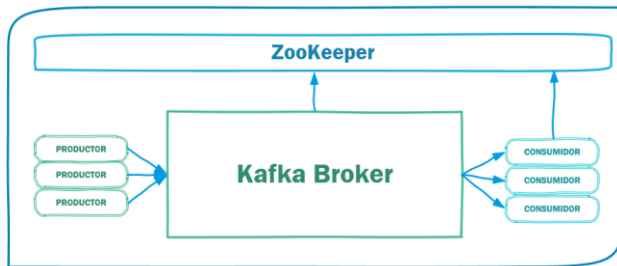 ZooKeeper
PRODUCTOR
PRODUCTOR
PRODUCTOR
Kafka Broker
CONSUMIDOR
CONSUMIDOR
CONSUMIDOR